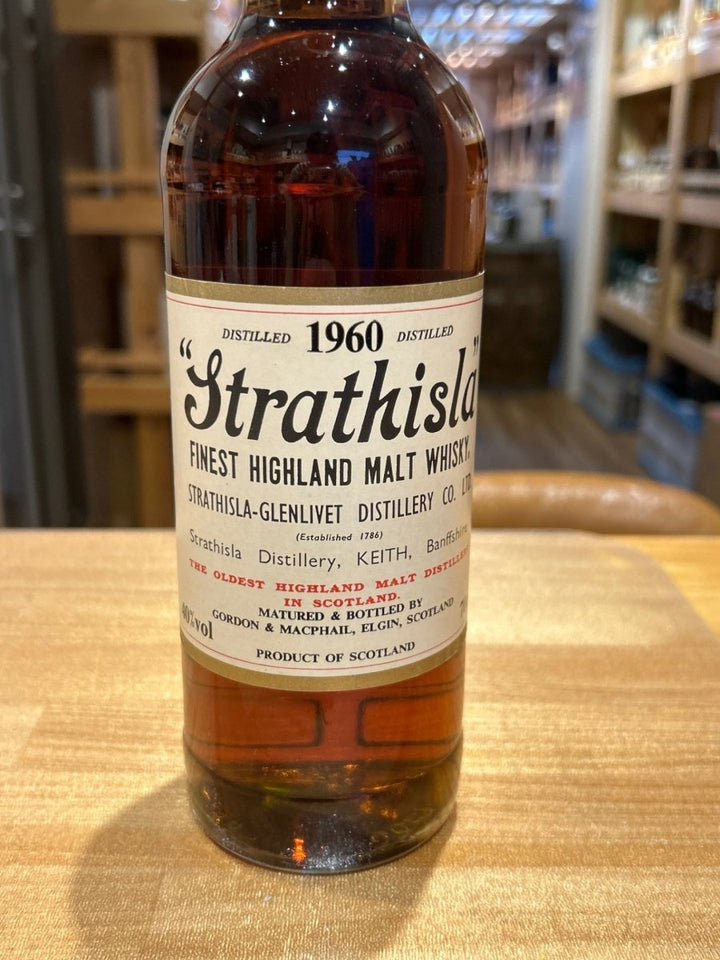 DISTILLED 1960 DISTILLED
"Strathisla"
FINEST HIGHLAND MALT WHISKY.
STRATHISLA-GLENLIVET DISTILLERY CO. LTD.
(Established 1786)
Strathisla Distillery, KEITH, Banffshire
THE OLDEST HIGHLAND MALT DISTILLERY
IN SCOTLAND.
MATURED & BOTTLED BY
GORDON & MACPHAIL, ELGIN, SCOTLAND
40%vol
PRODUCT OF SCOTLAND